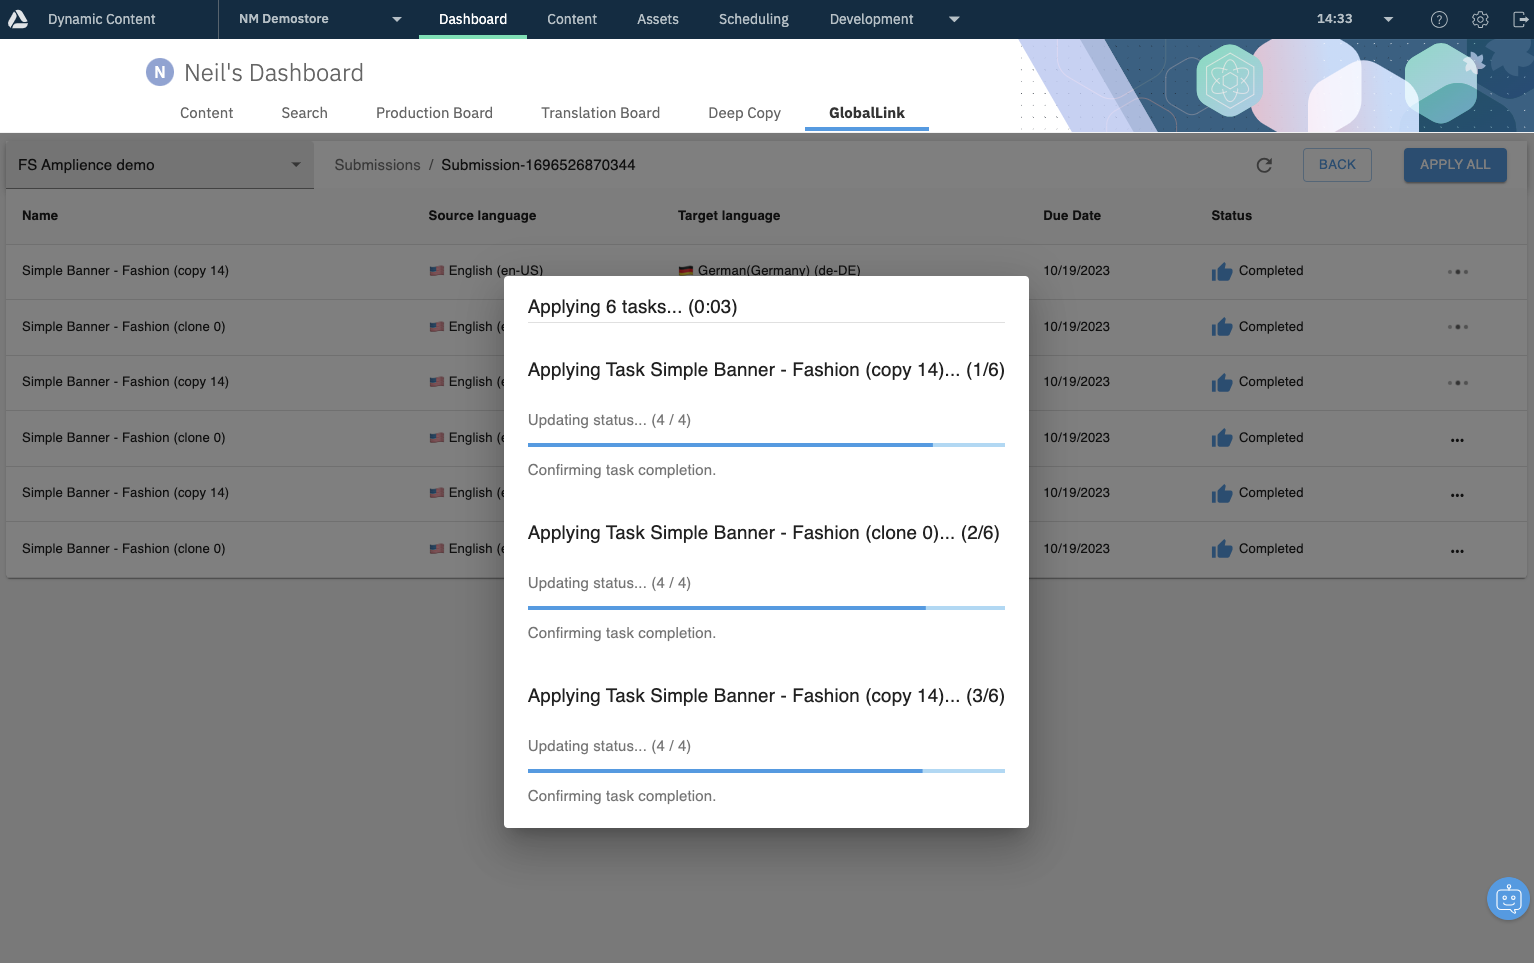 Dynamic Content NM Demostore Dashboard Content Assets Scheduling Development 14:33 ?
N Neil's Dashboard
Content Search Production Board Translation Board Deep Copy GlobalLink
FS Amplience demo Submissions / Submission-1696526870344 BACK APPLY ALL
Name Source language Target language Due Date Status
Simple Banner - Fashion (copy 14) English (en-US) German(Germany) (de-DE) 10/19/2023 Completed
Simple Banner - Fashion (clone 0) English (e 10/19/2023 Completed
Simple Banner - Fashion (copy 14) English (e 10/19/2023 Completed
Simple Banner - Fashion (clone 0) English (e 10/19/2023 Completed
Simple Banner - Fashion (copy 14) English (e 10/19/2023 Completed
Simple Banner - Fashion (clone 0) English (e 10/19/2023 Completed
Applying 6 tasks... (0:03)
Applying Task Simple Banner - Fashion (copy 14)... (1/6)
Updating status... (4 / 4)
Confirming task completion.
Applying Task Simple Banner - Fashion (clone 0)... (2/6)
Updating status... (4 / 4)
Confirming task completion.
Applying Task Simple Banner - Fashion (copy 14)... (3/6)
Updating status... (4 / 4)
Confirming task completion.